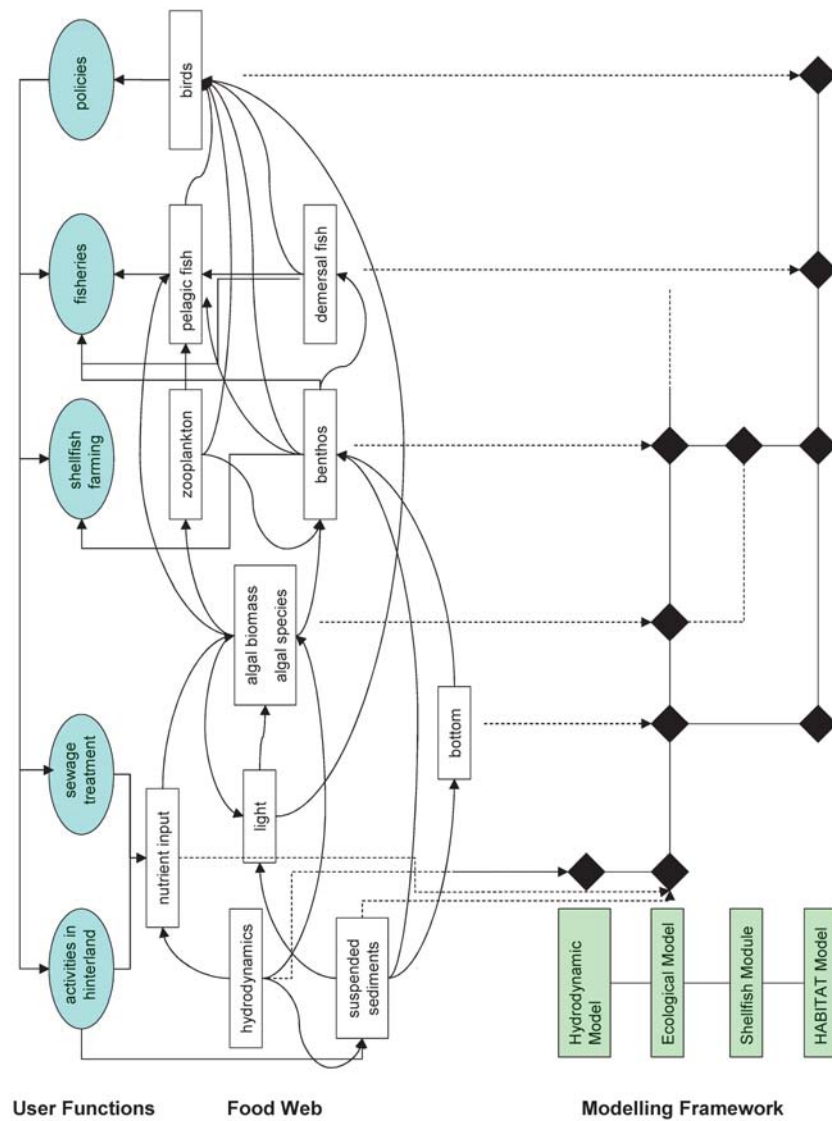 User Functions
activities in
hinterland
sewage
treatment
shellfish
farming
fisheries
policies
Food Web
nutrient input
hydrodynamics
suspended
sediments
light
bottom
algal biomass
algal species
zooplankton
benthos
pelagic fish
demersal fish
birds
Modelling Framework
Hydrodynamic
Model
Ecological Model
Shellfish Module
HABITAT Model